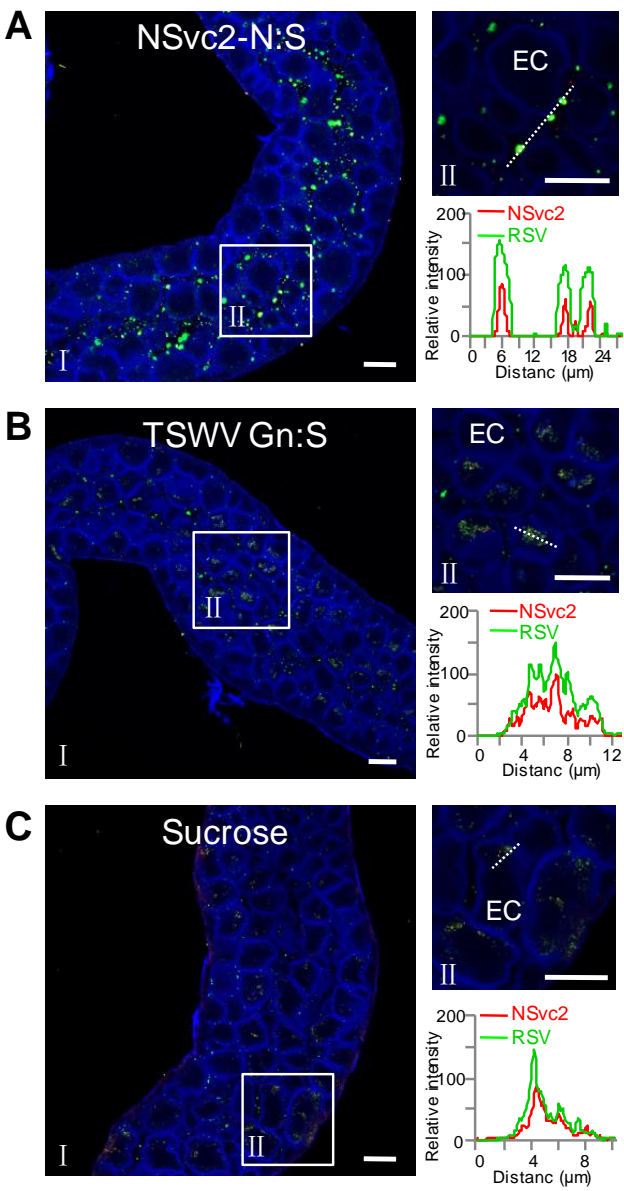 A
NSvc2-N:S
II
I
EC
II
NSvc2
RSV
Relative intensity
200
100
0
0 6 12 18 24
Distanc (μm)
B
TSWV Gn:S
II
I
EC
II
NSvc2
RSV
Relative intensity
200
100
0
0 4 8 12
Distanc (μm)
C
Sucrose
II
I
EC
II
NSvc2
RSV
Relative intensity
200
100
0
0 4 8
Distanc (μm)